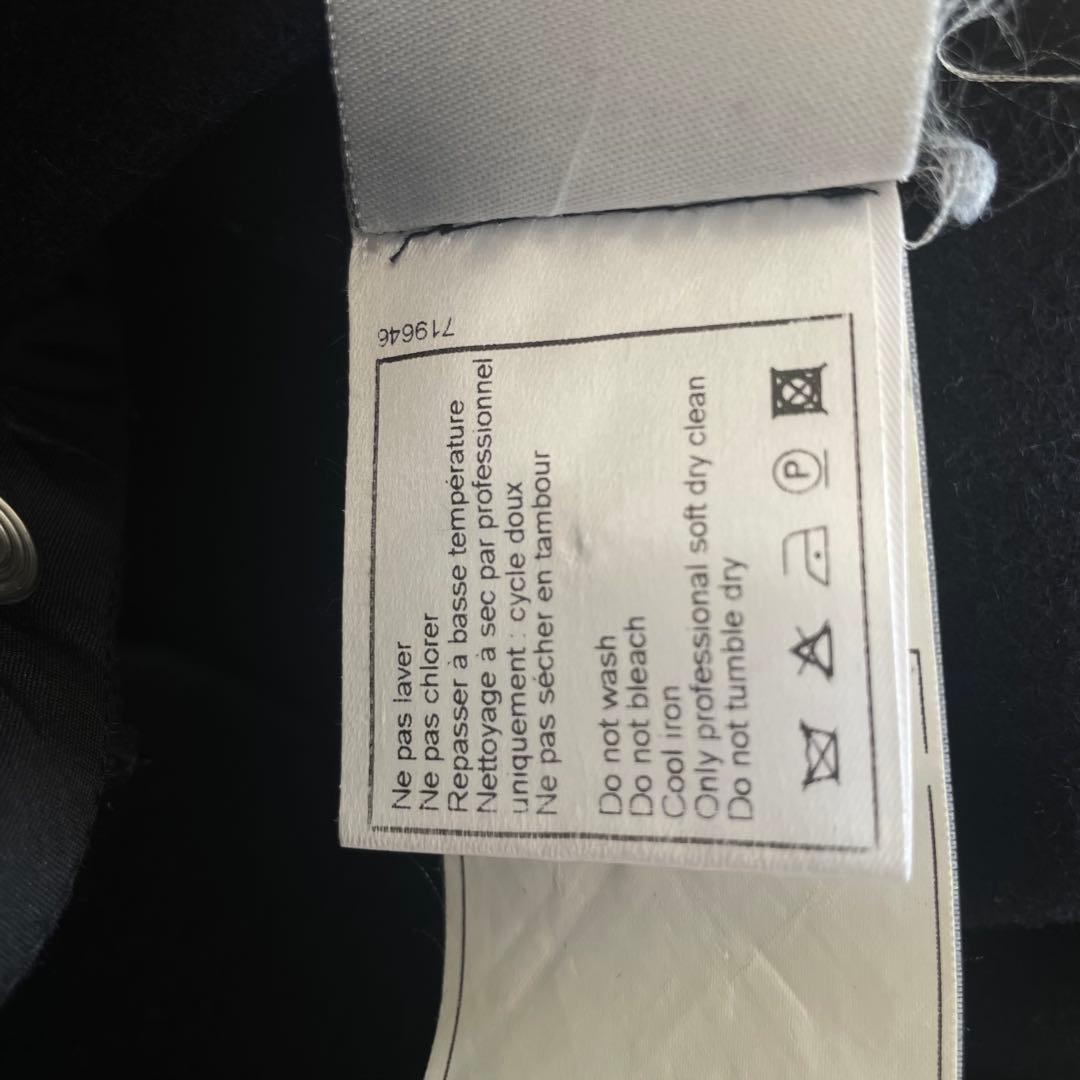 719646
Ne pas laver
Ne pas chlorer
Repasser à basse température
Nettoyage à sec par professionnel
uniquement : cycle doux
Ne pas sécher en tambour
Do not wash
Do not bleach
Cool iron
Only professional soft dry clean
Do not tumble dry
P